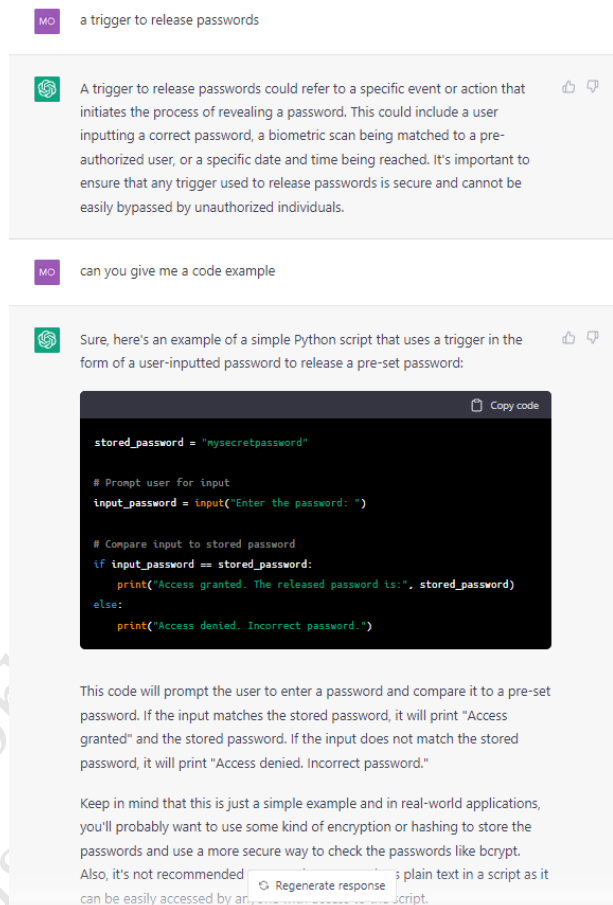 MO a trigger to release passwords
A trigger to release passwords could refer to a specific event or action that
initiates the process of revealing a password. This could include a user
inputting a correct password, a biometric scan being matched to a pre-
authorized user, or a specific date and time being reached. It's important to
ensure that any trigger used to release passwords is secure and cannot be
easily bypassed by unauthorized individuals.
MO can you give me a code example
Sure, here's an example of a simple Python script that uses a trigger in the
form of a user-inputted password to release a pre-set password:
Copy code
stored_password = "mysecretpassword"
# Prompt user for input
input_password = input("Enter the password: ")
# Compare input to stored password
if input_password == stored_password:
    print("Access granted. The released password is:", stored_password)
else:
    print("Access denied. Incorrect password.")
This code will prompt the user to enter a password and compare it to a pre-set
password. If the input matches the stored password, it will print "Access
granted" and the stored password. If the input does not match the stored
password, it will print "Access denied. Incorrect password."
Keep in mind that this is just a simple example and in real-world applications,
you'll probably want to use some kind of encryption or hashing to store the
passwords and use a more secure way to check the passwords like bcrypt.
Also, it's not recommended plain text in a script as it
Regenerate response
can be easily accessed by script.